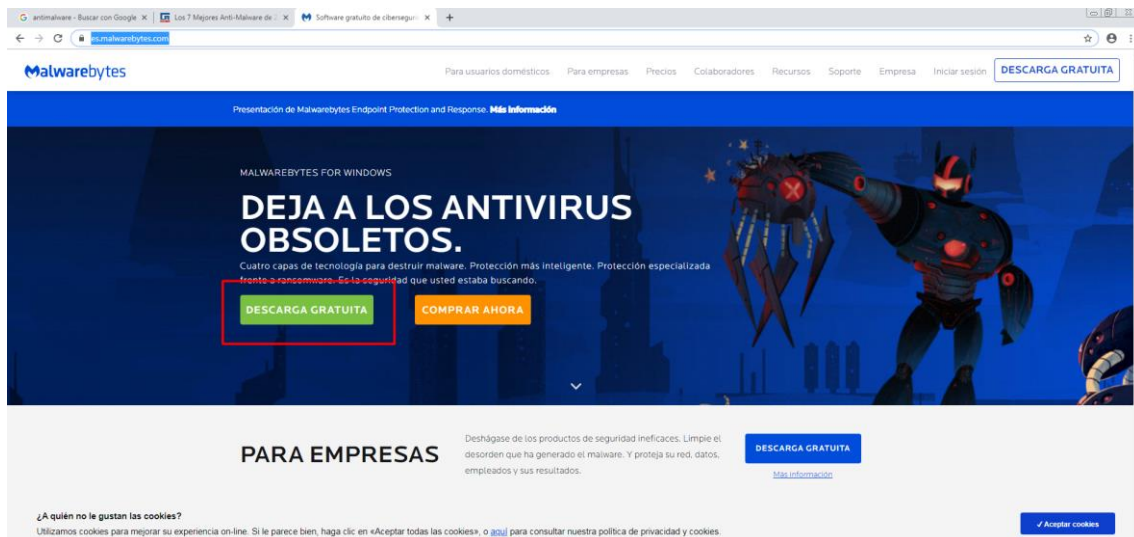 antimalware - Buscar con Google
Los 7 Mejores Anti-Malware de
Software gratuito de cibersegur
es.malwarebytes.com
Malwarebytes
Para usuarios domésticos Para empresas Precios Colaboradores Recursos Soporte Empresa Iniciar sesión DESCARGA GRATUITA
Presentación de Malwarebytes Endpoint Protection and Response. Más información
MALWAREBYTES FOR WINDOWS
DEJA A LOS ANTIVIRUS
OBSOLETOS.
Cuatro capas de tecnología para destruir malware. Protección más inteligente. Protección especializada
frente a ransomware. Es la seguridad que usted estaba buscando.
DESCARGA GRATUITA COMPRAR AHORA
PARA EMPRESAS
Deshágase de los productos de seguridad ineficaces. Limpie el
desorden que ha generado el malware. Y proteja su red, datos,
empleados y sus resultados.
DESCARGA GRATUITA
Más información
¿A quién no le gustan las cookies?
Utilizamos cookies para mejorar su experiencia on-line. Si le parece bien, haga clic en «Aceptar todas las cookies», o aquí para consultar nuestra política de privacidad y cookies.
✓ Aceptar cookies